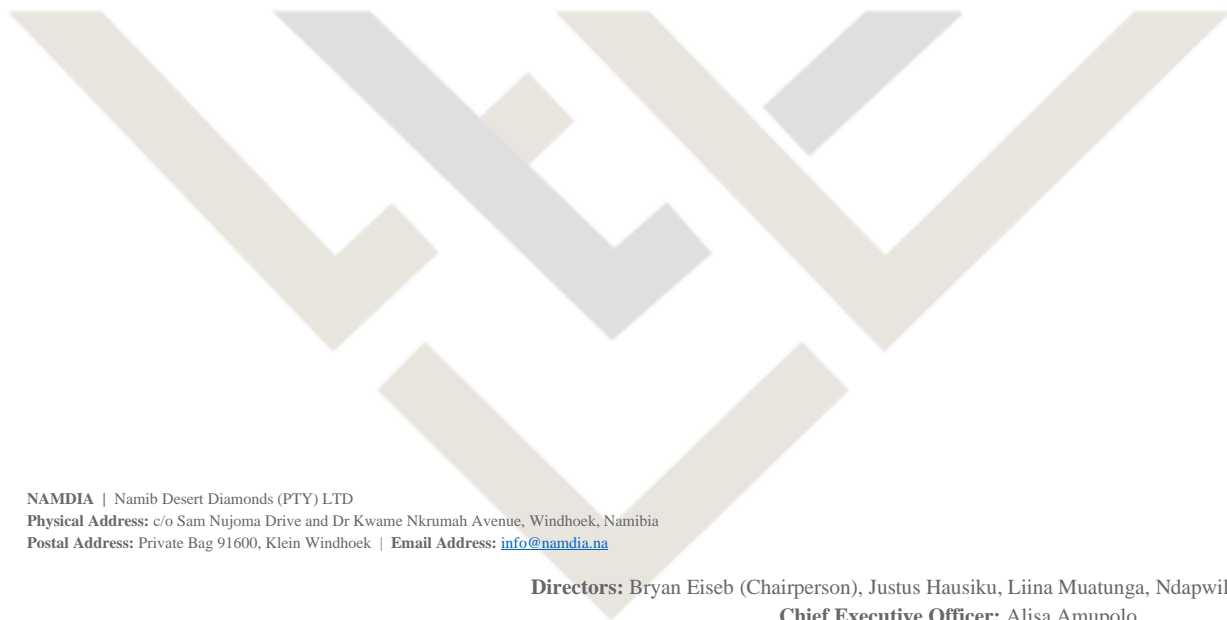 NAMDIA | Namib Desert Diamonds (PTY) LTD
Physical Address: c/o Sam Nujoma Drive and Dr Kwame Nkrumah Avenue, Windhoek, Namibia
Postal Address: Private Bag 91600, Klein Windhoek | Email Address: info@namdia.na
Directors: Bryan Eiseb (Chairperson), Justus Hausiku, Liina Muatunga,
Chief Executive Officer: Alisa Amupolo